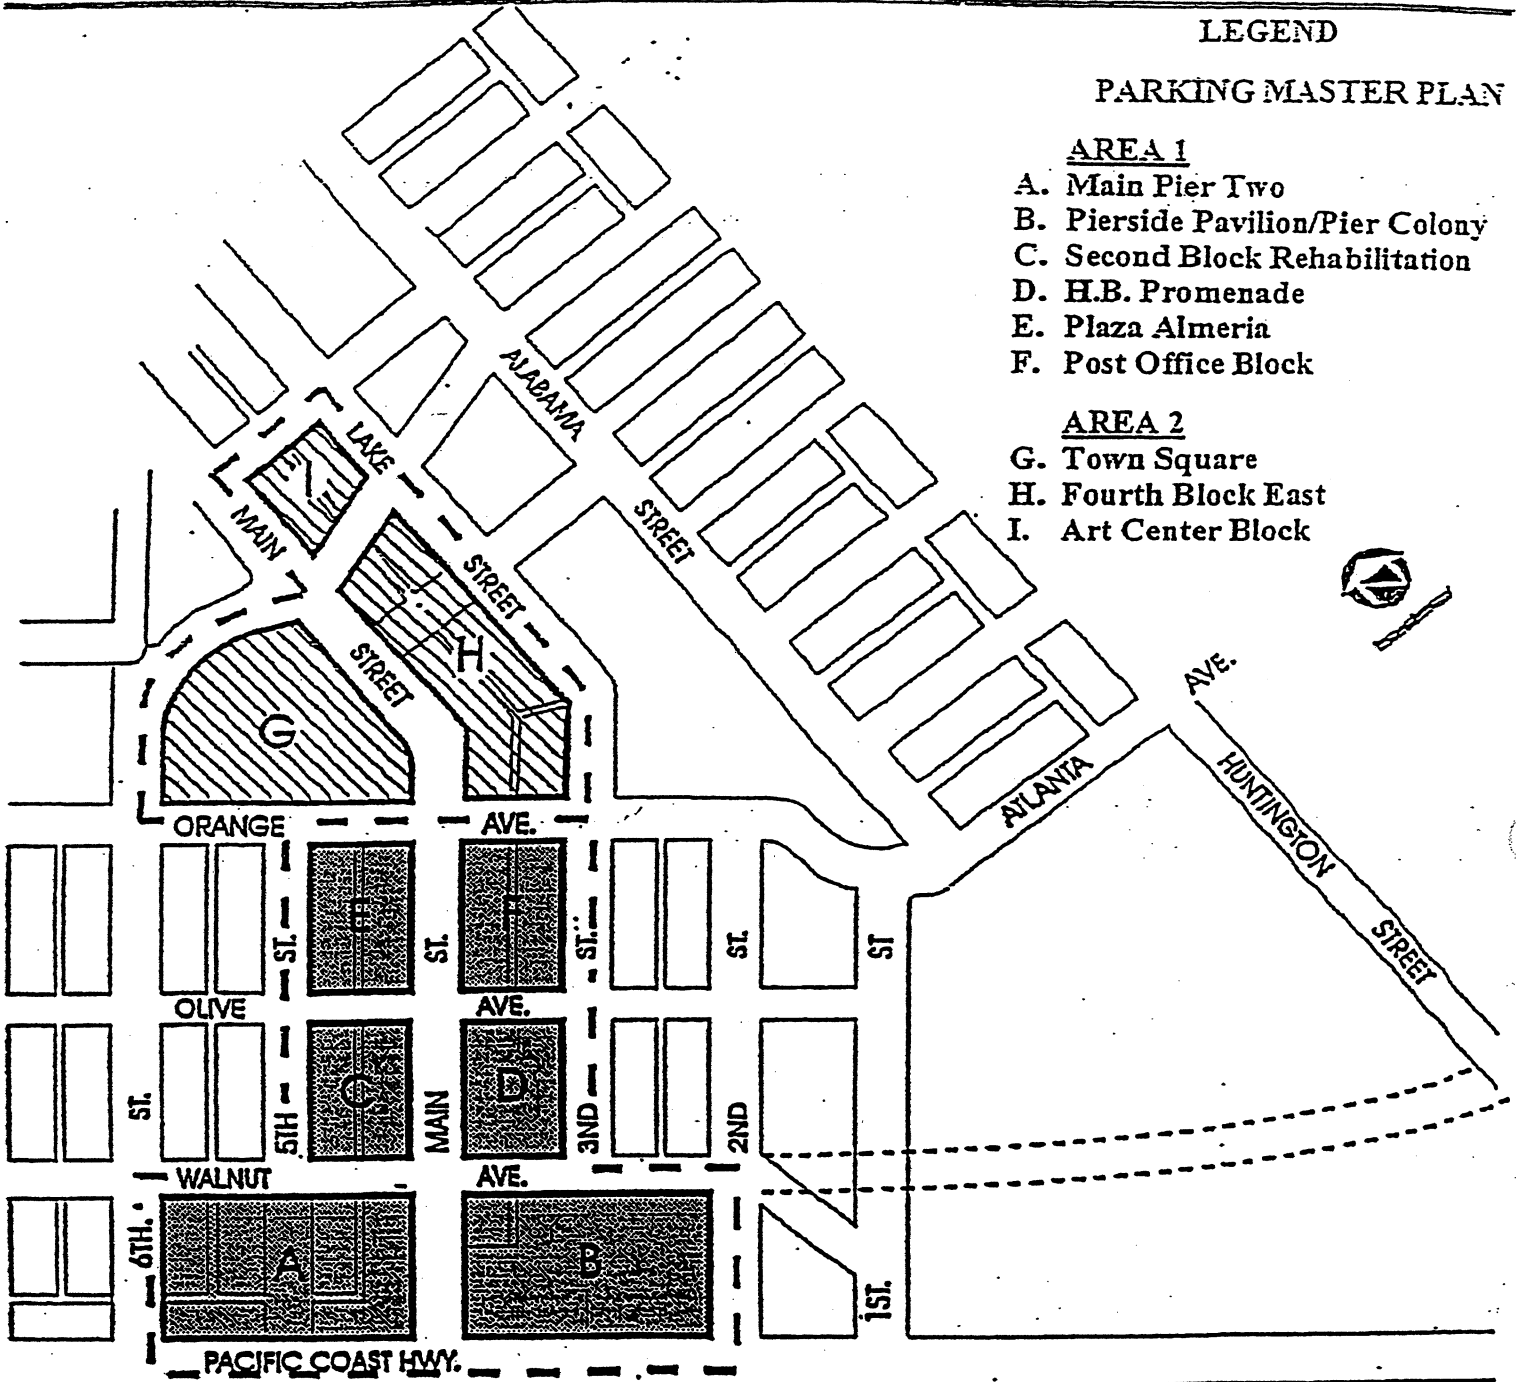 LEGEND
PARKING MASTER PLAN
AREA 1
A. Main Pier Two
B. Pierside Pavilion/Pier Colony
C. Second Block Rehabilitation
D. H.B. Promenade
E. Plaza Almeria
F. Post Office Block
AREA 2
G. Town Square
H. Fourth Block East
I. Art Center Block
ALABAMA
STREET
LAKE
STREET
I
MAIN
STREET
H
G
AVE.
ATLANTA
HUNTINGTON
STREET
ORANGE AVE.
E
F
ST.
ST.
ST.
ST.
ST
OLIVE AVE.
C
D
ST.
5TH
MAIN
3RD
2ND
WALNUT AVE.
6TH.
A
B
1ST.
PACIFIC COAST HWY.